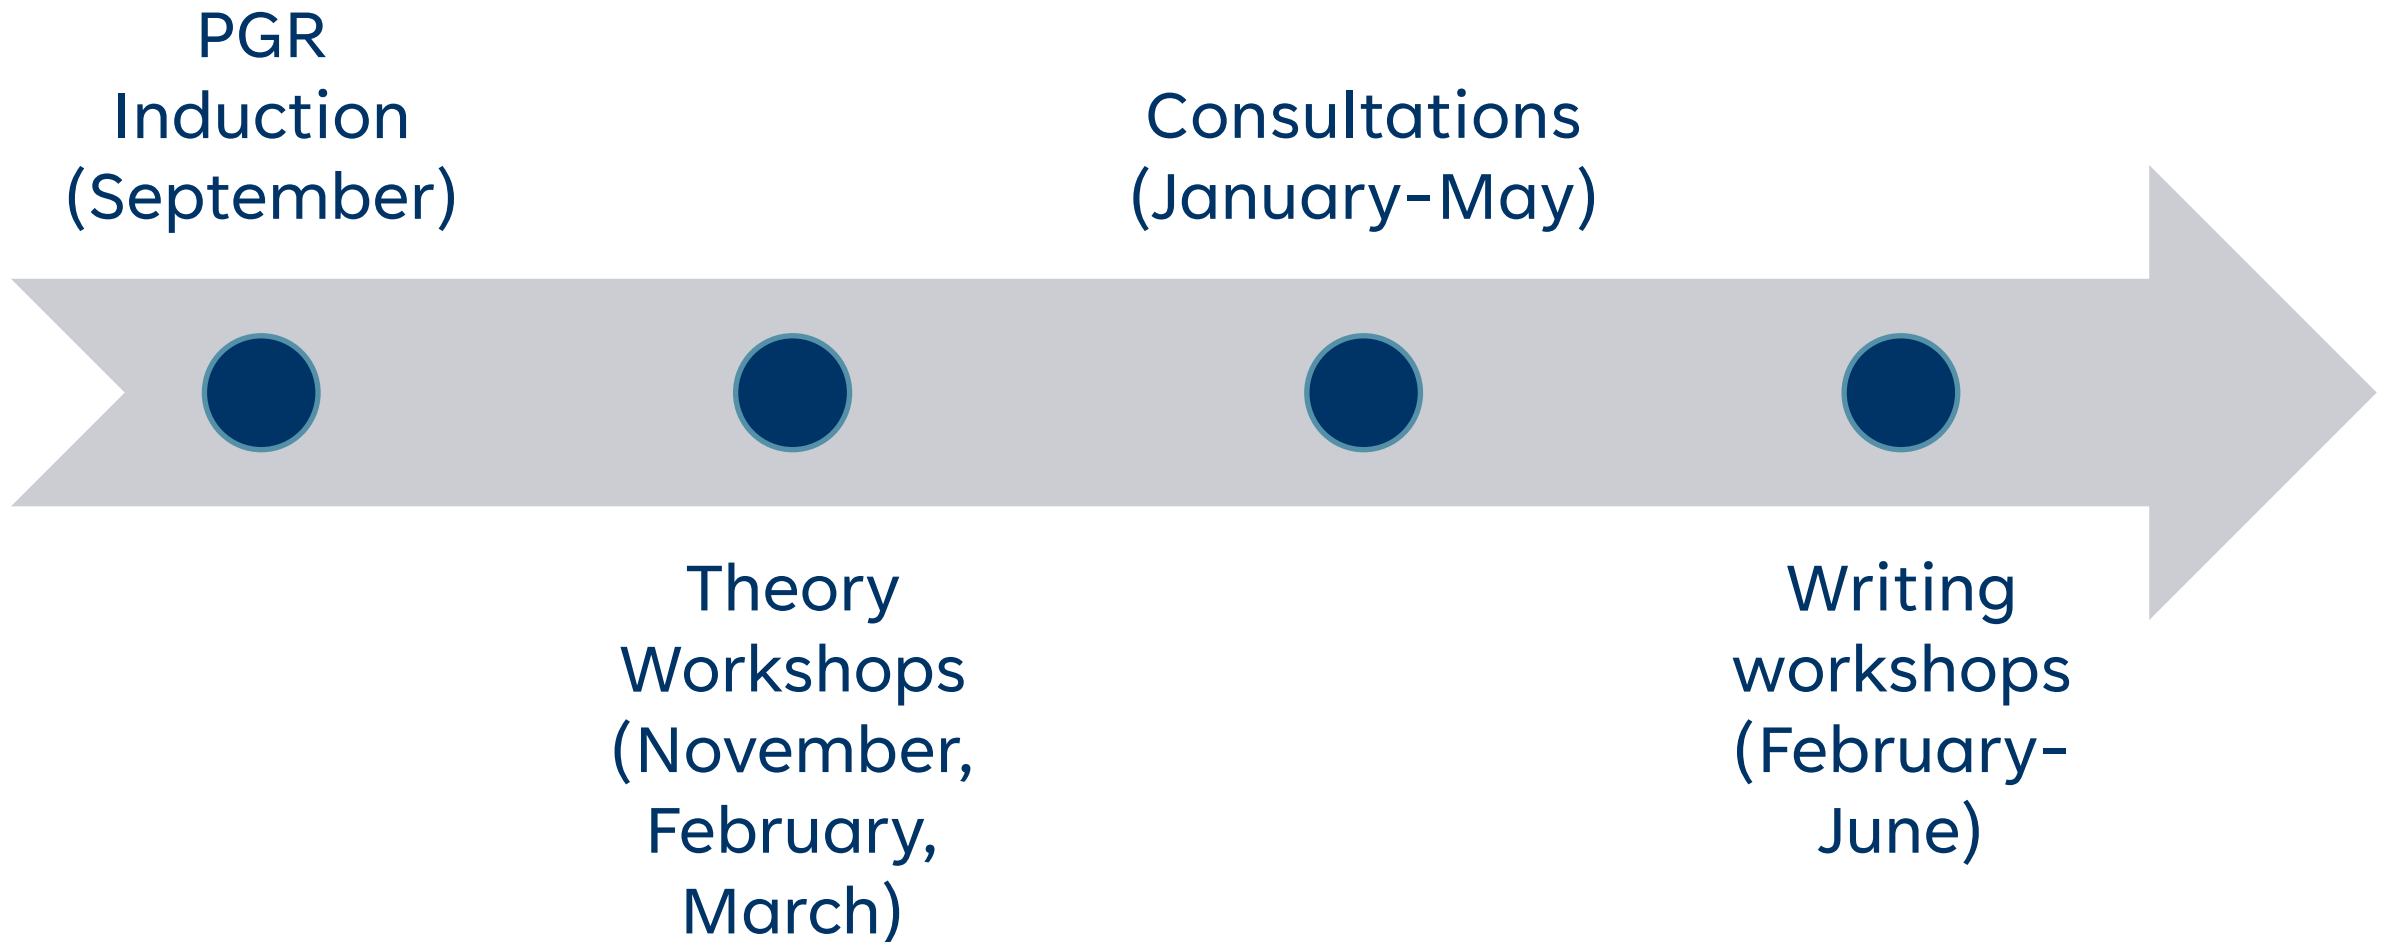 PGR
Induction
(September)
Theory
Workshops
(November,
February,
March)
Consultations
(January-May)
Writing
workshops
(February-
June)